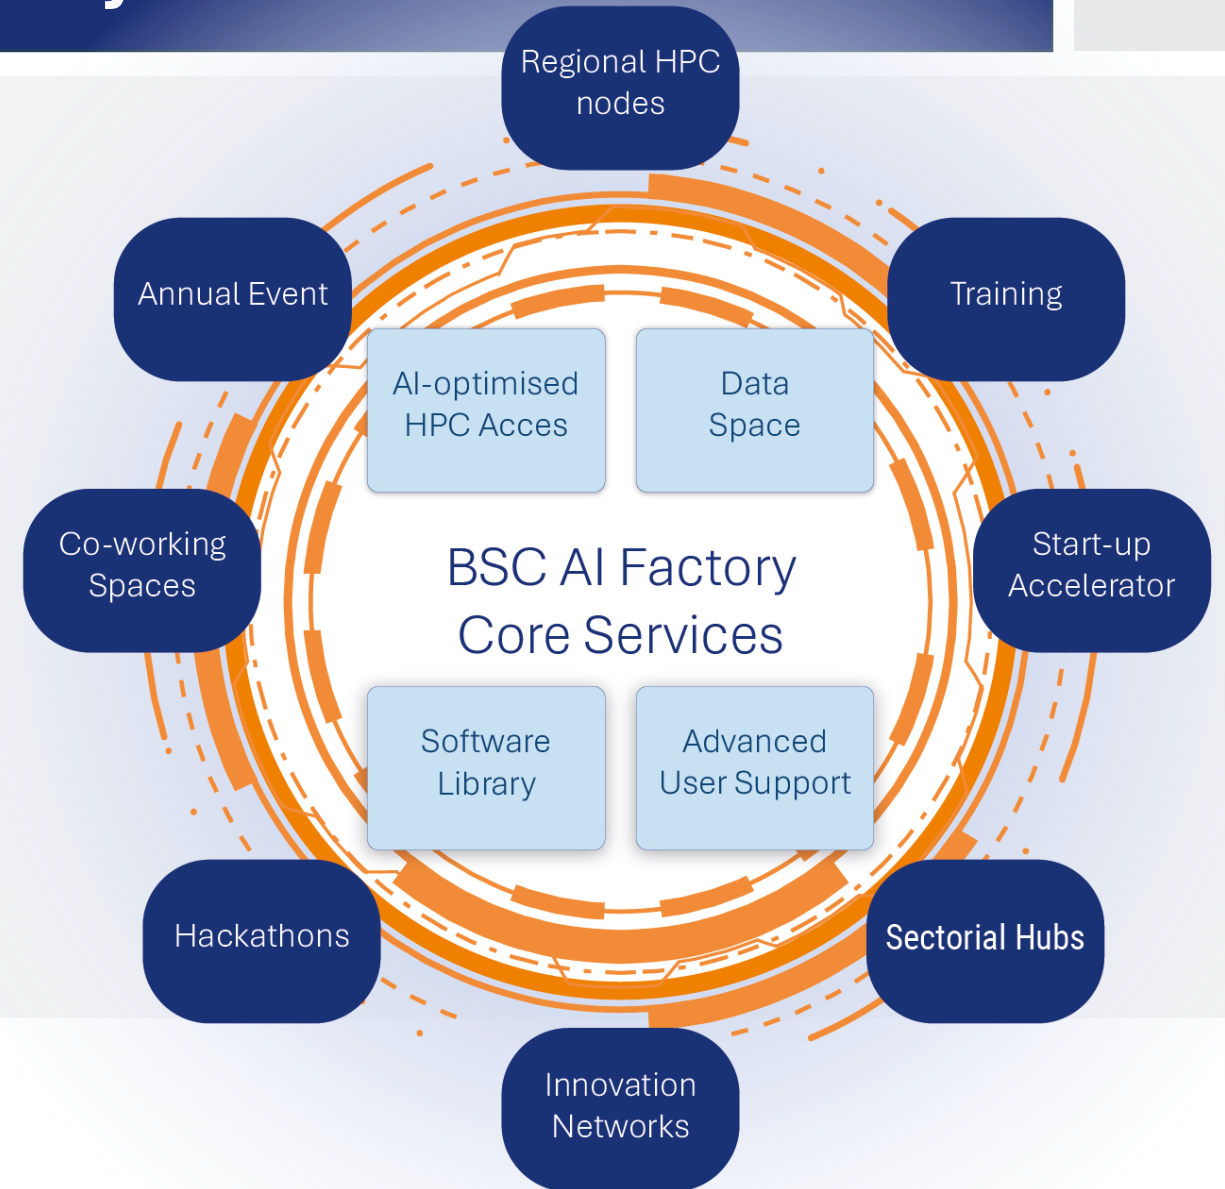 Regional HPC
nodes
Annual Event
Training
AI-optimised
HPC Acces
Data
Space
Co-working
Spaces
BSC AI Factory
Core Services
Start-up
Accelerator
Software
Library
Advanced
User Support
Hackathons
Sectorial Hubs
Innovation
Networks